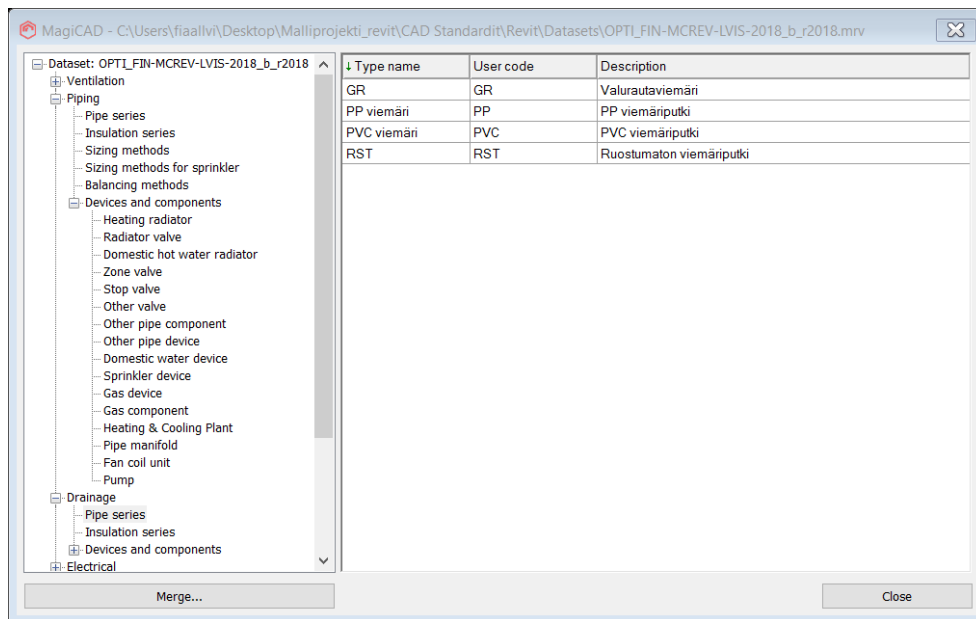 MagiCAD - C:\Users\fiaallvi\Desktop\Malliprojekti_revit\CAD Standardit\Revit\Datasets\OPTI_FIN-MCREV-LVIS-2018_b_r2018.mrv
Dataset: OPTI_FIN-MCREV-LVIS-2018_b_r2018
Ventilation
Piping
Pipe series
Insulation series
Sizing methods
Sizing methods for sprinkler
Balancing methods
Devices and components
Heating radiator
Radiator valve
Domestic hot water radiator
Zone valve
Stop valve
Other valve
Other pipe component
Other pipe device
Domestic water device
Sprinkler device
Gas device
Gas component
Heating & Cooling Plant
Pipe manifold
Fan coil unit
Pump
Drainage
Pipe series
Insulation series
Devices and components
Electrical
↓ Type name User code Description
GR GR Valurautaviemäri
PP viemäri PP PP viemäriputki
PVC viemäri PVC PVC viemäriputki
RST RST Ruostumaton viemäriputki
Merge... Close